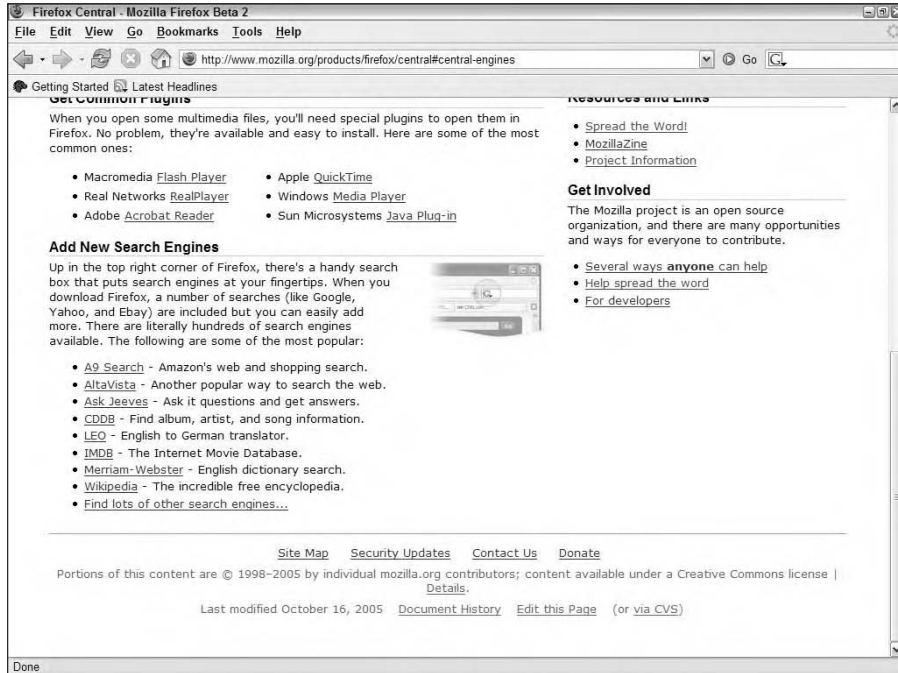 Firefox Central - Mozilla Firefox Beta 2
File Edit View Go Bookmarks Tools Help
http://www.mozilla.org/products/firefox/central#central-engines Go G
Getting Started Latest Headlines
Get Common Plugins
When you open some multimedia files, you'll need special plugins to open them in
Firefox. No problem, they're available and easy to install. Here are some of the most
common ones:
• Macromedia Flash Player
• Real Networks RealPlayer
• Adobe Acrobat Reader
• Apple QuickTime
• Windows Media Player
• Sun Microsystems Java Plug-in
Add New Search Engines
Up in the top right corner of Firefox, there's a handy search
box that puts search engines at your fingertips. When you
download Firefox, a number of searches (like Google,
Yahoo, and Ebay) are included but you can easily add
more. There are literally hundreds of search engines
available. The following are some of the most popular:
• A9 Search - Amazon's web and shopping search.
• AltaVista - Another popular way to search the web.
• Ask Jeeves - Ask it questions and get answers.
• CDDB - Find album, artist, and song information.
• LEO - English to German translator.
• IMDB - The Internet Movie Database.
• Merriam-Webster - English dictionary search.
• Wikipedia - The incredible free encyclopedia.
• Find lots of other search engines...
Resources and Links
• Spread the Word!
• MozillaZine
• Project Information
Get Involved
The Mozilla project is an open source
organization, and there are many opportunities
and ways for everyone to contribute.
• Several ways anyone can help
• Help spread the word
• For developers
Site Map Security Updates Contact Us Donate
Portions of this content are © 1998–2005 by individual mozilla.org contributors; content available under a Creative Commons license |
Details.
Last modified October 16, 2005 Document History Edit this Page (or via CVS)
Done